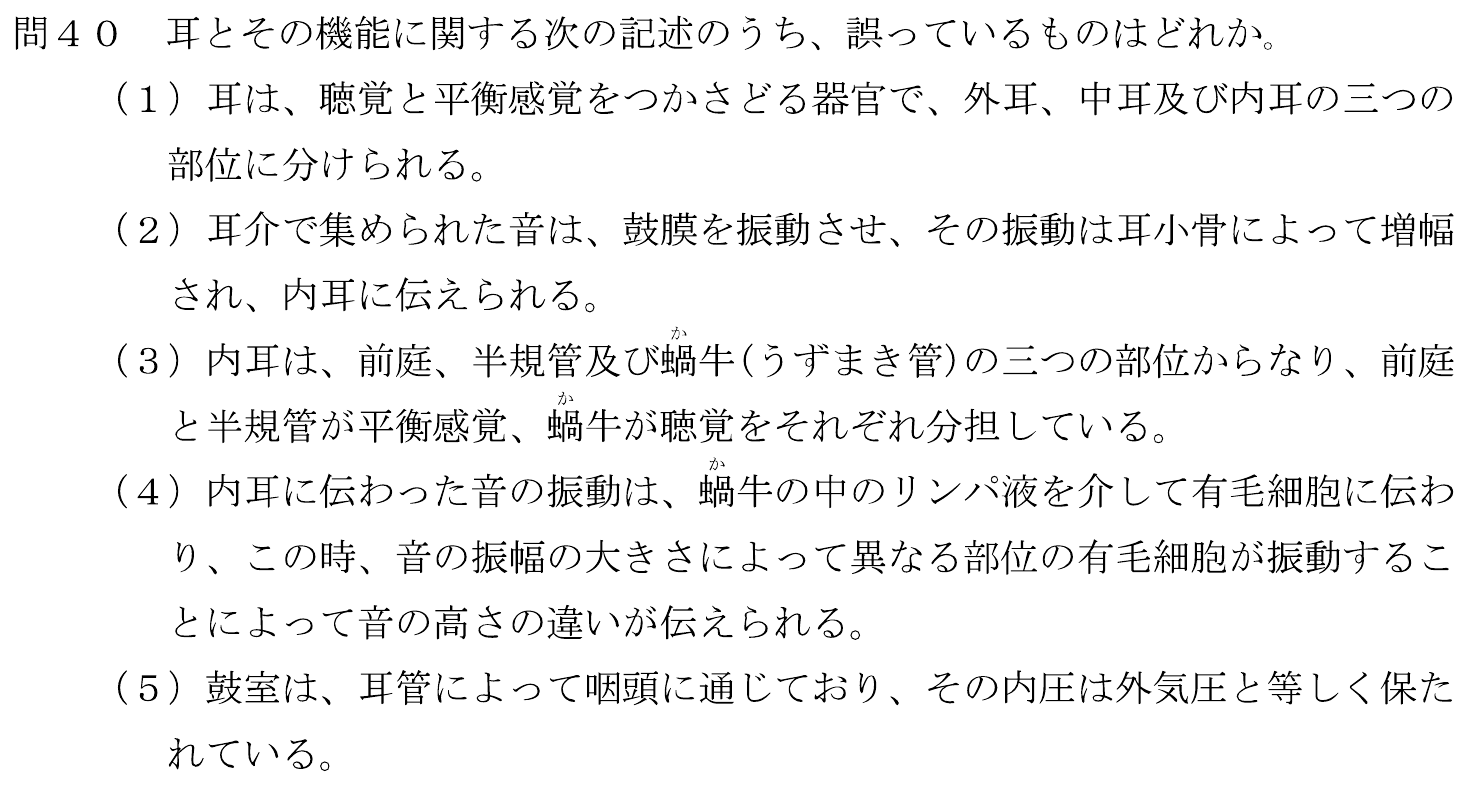 問４０　耳とその機能に関する次の記述のうち、誤っているものはどれか。
（１）耳は、聴覚と平衡感覚をつかさどる器官で、外耳、中耳及び内耳の三つの
部位に分けられる。
（２）耳介で集められた音は、鼓膜を振動させ、その振動は耳小骨によって増幅
され、内耳に伝えられる。
か
（３）内耳は、前庭、半規管及び蝸牛(うずまき管)の三つの部位からなり、前庭
か
と半規管が平衡感覚、蝸牛が聴覚をそれぞれ分担している。
か
（４）内耳に伝わった音の振動は、蝸牛の中のリンパ液を介して有毛細胞に伝わ
り、この時、音の振幅の大きさによって異なる部位の有毛細胞が振動するこ
とによって音の高さの違いが伝えられる。
（５）鼓室は、耳管によって咽頭に通じており、その内圧は外気圧と等しく保た
れている。